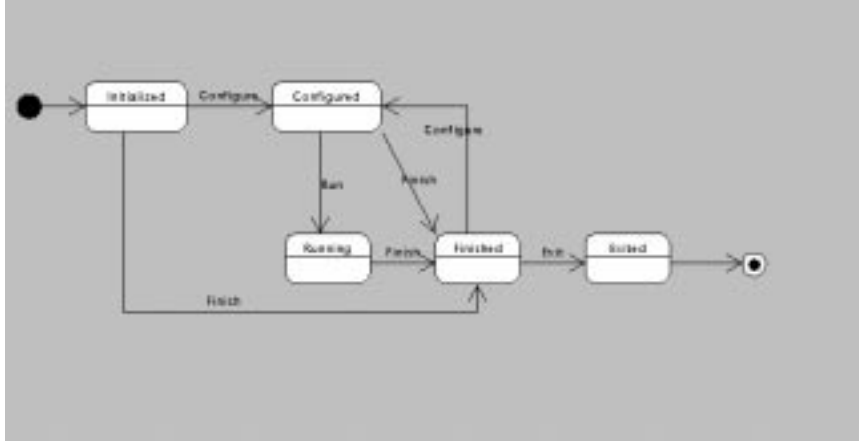 Initialized
Configure
Configured
Configure
Run
Finish
Running
Finish
Finished
Exit
Exited
Finish